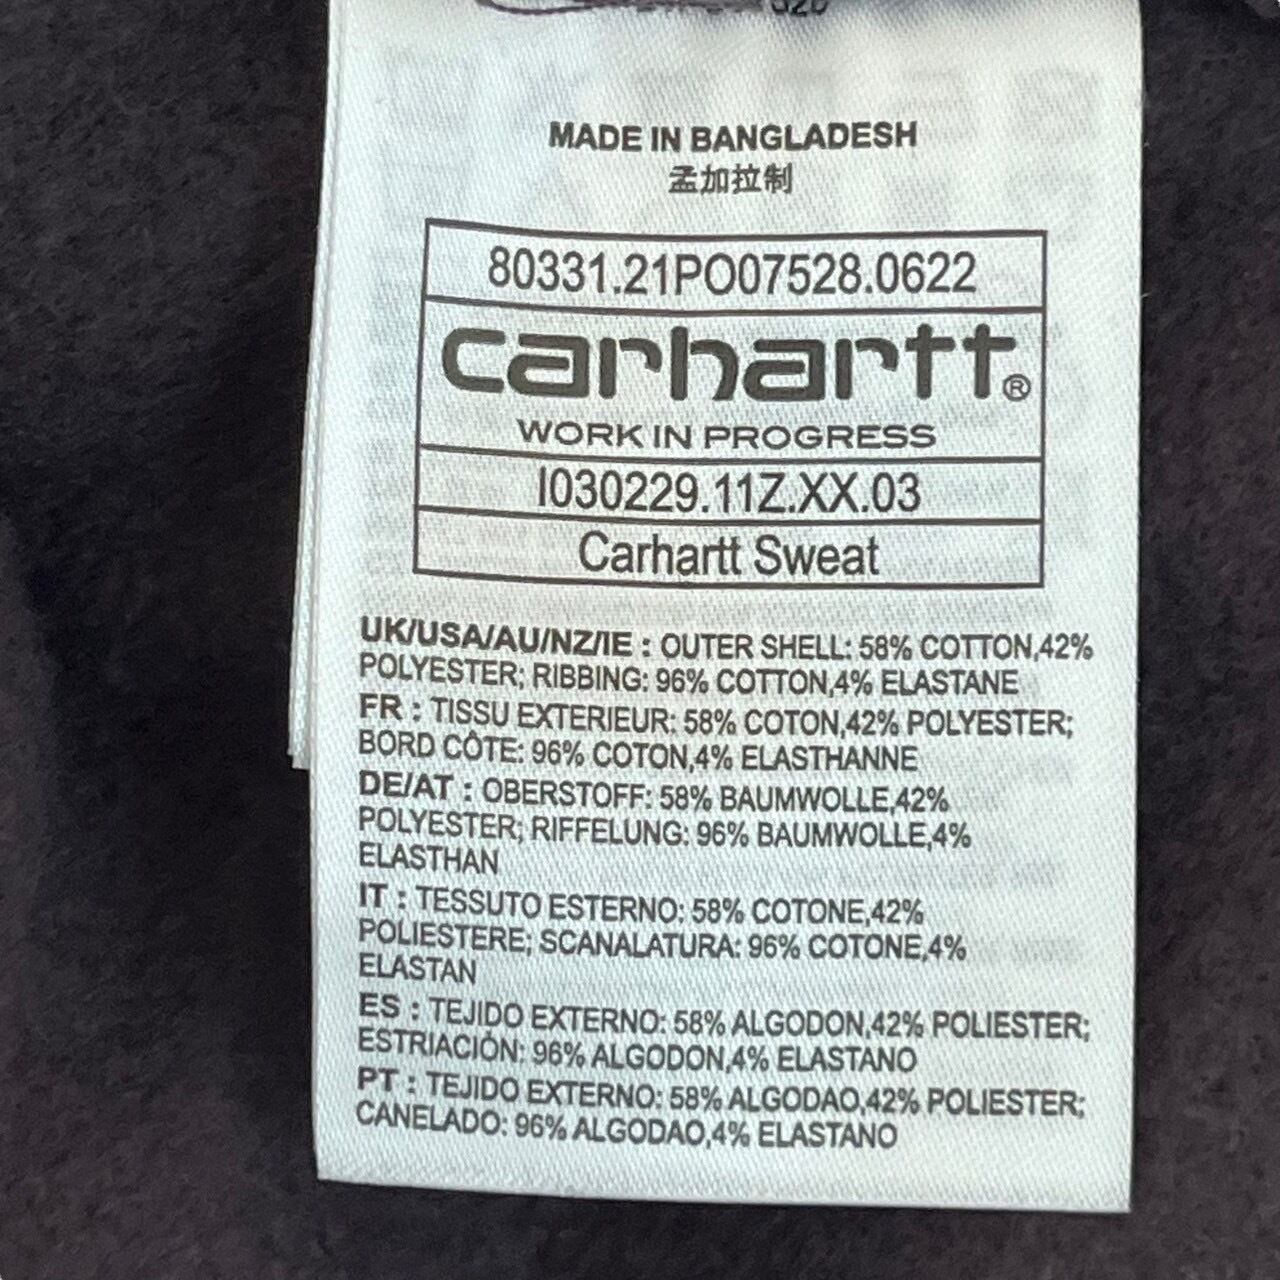 MADE IN BANGLADESH
孟加拉制
80331.21PO07528.0622
carhartt®
WORK IN PROGRESS
I030229.11Z.XX.03
Carhartt Sweat
UK/USA/AU/NZ/IE : OUTER SHELL: 58% COTTON,42%
POLYESTER; RIBBING: 96% COTTON,4% ELASTANE
FR : TISSU EXTERIEUR: 58% COTON,42% POLYESTER;
BORD CÔTE: 96% COTON,4% ELASTHANNE
DE/AT : OBERSTOFF: 58% BAUMWOLLE,42%
POLYESTER; RIFFELUNG: 96% BAUMWOLLE,4%
ELASTHAN
IT : TESSUTO ESTERNO: 58% COTONE,42%
POLIESTERE; SCANALATURA: 96% COTONE,4%
ELASTAN
ES : TEJIDO EXTERNO: 58% ALGODON,42% POLIESTER;
ESTRIACIÓN: 96% ALGODON,4% ELASTANO
PT : TEJIDO EXTERNO: 58% ALGODAO,42% POLIESTER;
CANELADO: 96% ALGODAO,4% ELASTANO